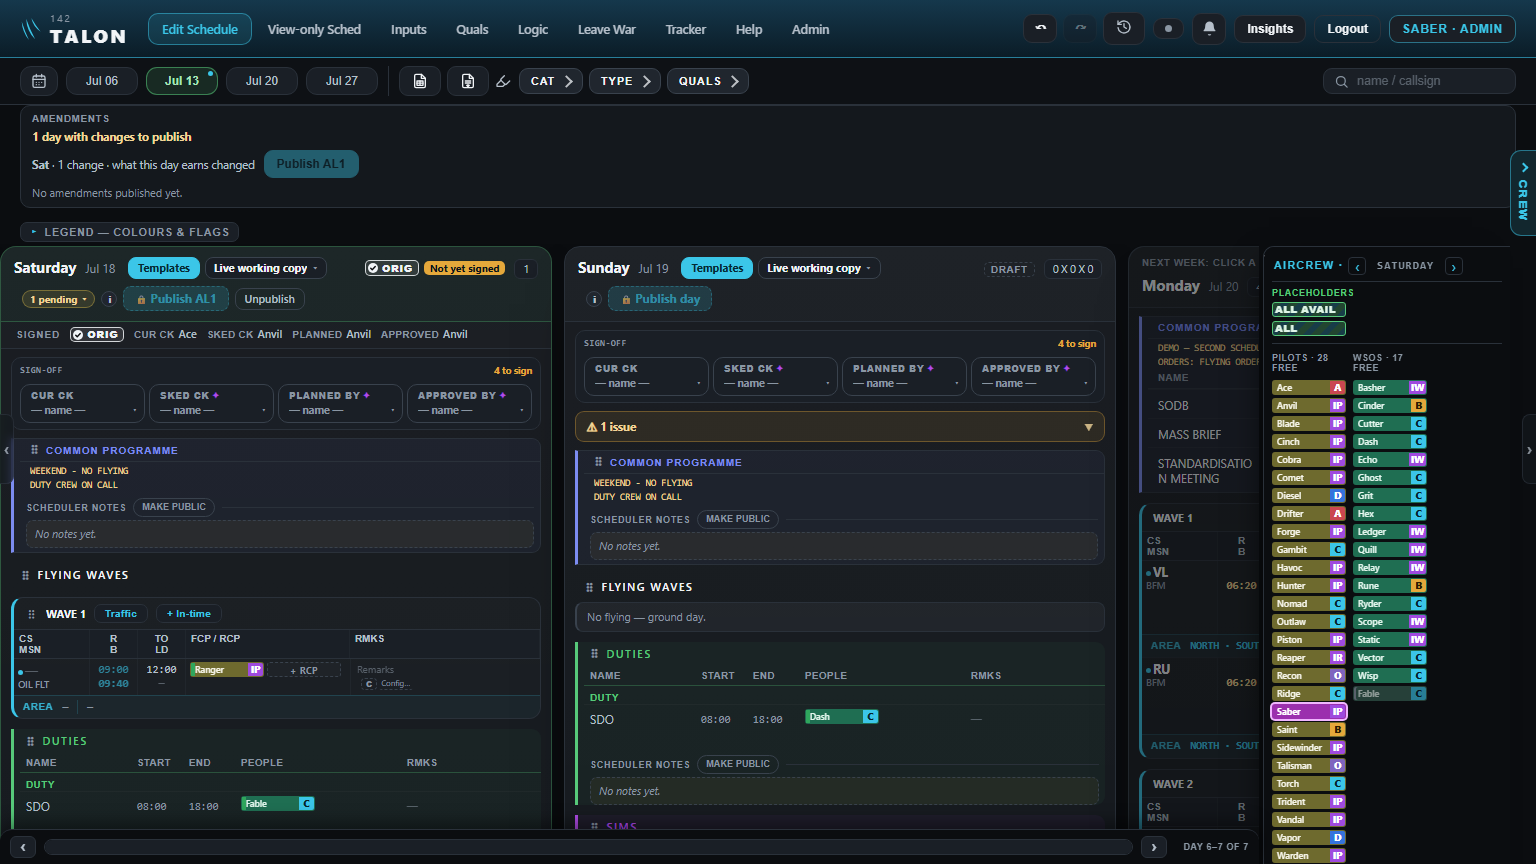 142
TALON
Edit Schedule
View-only Sched
Inputs
Quals
Logic
Leave War
Tracker
Help
Admin
Insights
Logout
SABER · ADMIN
Jul 06
Jul 13
Jul 20
Jul 27
CAT
TYPE
QUALS
name / callsign
AMENDMENTS
1 day with changes to publish
Sat · 1 change · what this day earns changed
Publish AL1
No amendments published yet.
CREW
LEGEND — COLOURS & FLAGS
Saturday Jul 18
Templates
Live working copy
ORIG
Not yet signed
1
1 pending
i
Publish AL1
Unpublish
SIGNED ORIG CUR CK Ace SKED CK Anvil PLANNED Anvil APPROVED Anvil
SIGN-OFF
4 to sign
CUR CK
— name —
SKED CK
— name —
PLANNED BY
— name —
APPROVED BY
— name —
COMMON PROGRAMME
WEEKEND - NO FLYING
DUTY CREW ON CALL
SCHEDULER NOTES MAKE PUBLIC
No notes yet.
FLYING WAVES
WAVE 1 Traffic + In-time
CS R TO FCP / RCP RMKS
MSN B LD
— 09:00 12:00 Ranger IP + RCP Remarks
OIL FLT 09:40 — C Config...
AREA — —
DUTIES
NAME START END PEOPLE RMKS
DUTY
SDO 08:00 18:00 Fable C —
Sunday Jul 19
Templates
Live working copy
DRAFT
0X0X0
i
Publish day
SIGN-OFF
4 to sign
CUR CK
— name —
SKED CK
— name —
PLANNED BY
— name —
APPROVED BY
— name —
1 issue
COMMON PROGRAMME
WEEKEND - NO FLYING
DUTY CREW ON CALL
SCHEDULER NOTES MAKE PUBLIC
No notes yet.
FLYING WAVES
No flying — ground day.
DUTIES
NAME START END PEOPLE RMKS
DUTY
SDO 08:00 18:00 Dash C —
SCHEDULER NOTES MAKE PUBLIC
No notes yet.
SIMS
NEXT WEEK: CLICK A
Monday Jul 20
COMMON PROGRA
DEMO — SECOND SCHEDU
ORDERS: FLYING ORDER
NAME
SODB
MASS BRIEF
STANDARDISATIO
N MEETING
WAVE 1
CS R
MSN B
VL
BFM 06:20
AREA NORTH - SOUT
RU
BFM 06:20
AREA NORTH - SOUT
WAVE 2
CS R
MSN B
AIRCREW · SATURDAY
PLACEHOLDERS
ALL AVAIL
ALL
PILOTS · 28 WSOS · 17
FREE FREE
Ace A Basher IW
Anvil IP Cinder B
Blade IP Cutter C
Cinch IP Dash C
Cobra IP Echo IW
Comet IP Ghost C
Diesel D Grit C
Drifter A Hex C
Forge IP Ledger IW
Gambit C Quill IW
Havoc IP Relay IW
Hunter IP Rune B
Nomad C Ryder C
Outlaw C Scope IW
Piston IP Static IW
Reaper IR Vector C
Recon O Wisp C
Ridge C Fable C
Saber IP
Saint B
Sidewinder IP
Talisman O
Torch C
Trident IP
Vandal IP
Vapor D
Warden IP
DAY 6–7 OF 7